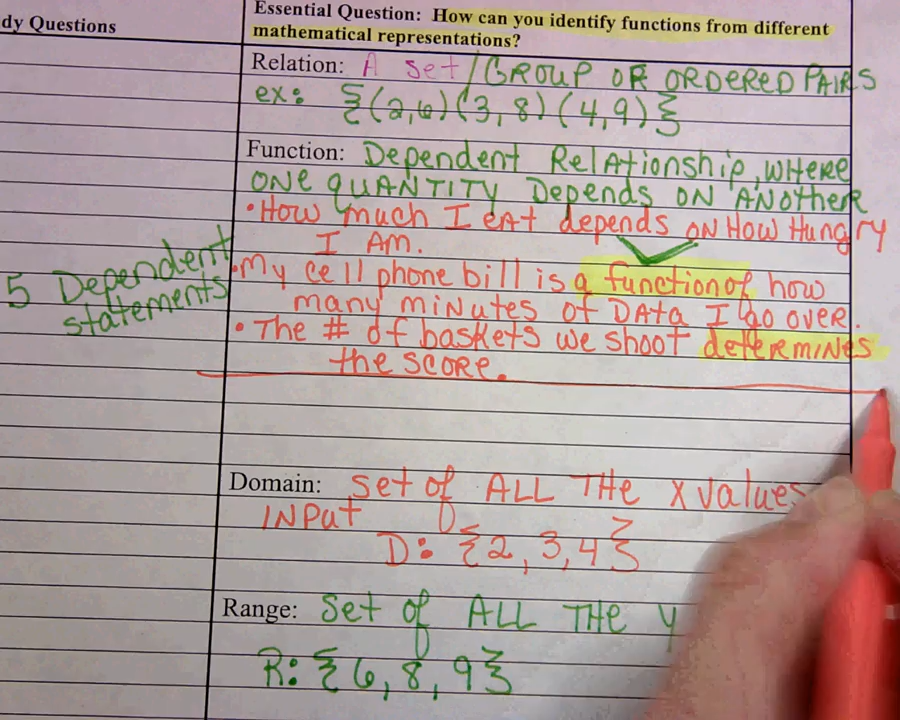 dy Questions
Essential Question: How can you identify functions from different
mathematical representations?
Relation: A set/GROUP OF ORDERED PAIRS
ex: {(2,6)(3,8)(4,9)}
Function: Dependent Relationship, WHERE
ONE QUANTITY Depends ON ANOTHER
•How much I eat depends ON How Hungry
I AM.
•My cell phone bill is a function of how
many minutes of DATA I go over.
• The # of baskets we shoot determines
the score.
5 Dependent
statements
Domain: set of ALL THE x values
INPut
D: {2,3,4}
Range: set of ALL THE y
R: {6,8,9}